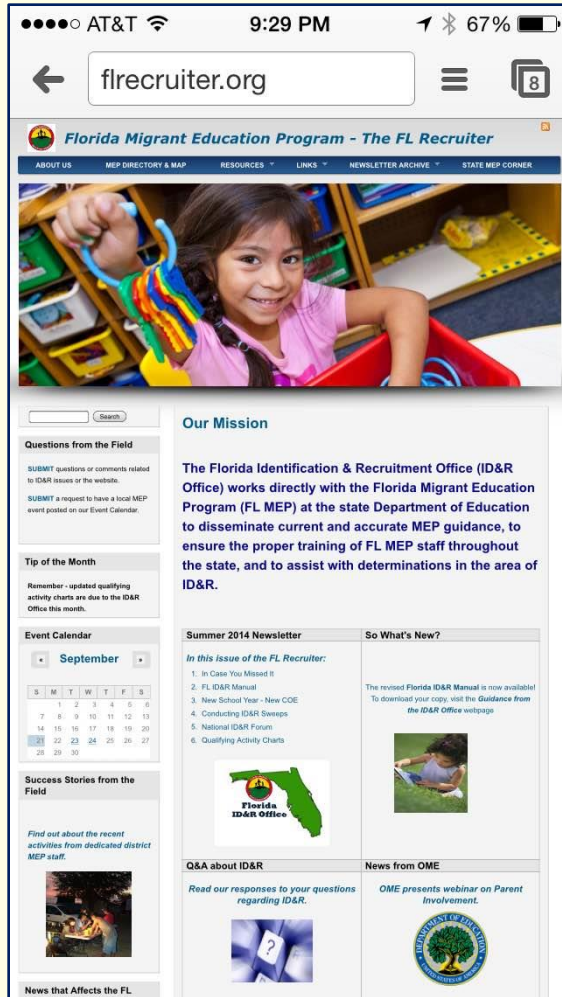 AT&T 9:29 PM 67%
flrecruiter.org 8
Florida Migrant Education Program - The FL Recruiter
ABOUT US MEP DIRECTORY & MAP RESOURCES LINKS NEWSLETTER ARCHIVE STATE MEP CORNER
Search
Questions from the Field
SUBMIT questions or comments related
to ID&R issues or the website.
SUBMIT a request to have a local MEP
event posted on our Event Calendar.
Tip of the Month
Remember - updated qualifying
activity charts are due to the ID&R
Office this month.
Event Calendar
September
S M T W T F S
1 2 3 4 5 6
7 8 9 10 11 12 13
14 15 16 17 18 19 20
21 22 23 24 25 26 27
28 29 30
Success Stories from the
Field
Find out about the recent
activities from dedicated district
MEP staff.
News that Affects the FL
Our Mission
The Florida Identification & Recruitment Office (ID&R
Office) works directly with the Florida Migrant Education
Program (FL MEP) at the state Department of Education
to disseminate current and accurate MEP guidance, to
ensure the proper training of FL MEP staff throughout
the state, and to assist with determinations in the area of
ID&R.
Summer 2014 Newsletter
In this issue of the FL Recruiter:
1. In Case You Missed It
2. FL ID&R Manual
3. New School Year - New COE
4. Conducting ID&R Sweeps
5. National ID&R Forum
6. Qualifying Activity Charts
Florida
ID&R Office
So What's New?
The revised Florida ID&R Manual is now available!
To download your copy, visit the Guidance from
the ID&R Office webpage
Q&A about ID&R
Read our responses to your questions
regarding ID&R.
?
News from OME
OME presents webinar on Parent
Involvement.
DEPARTMENT OF EDUCATION
UNITED STATES OF AMERICA